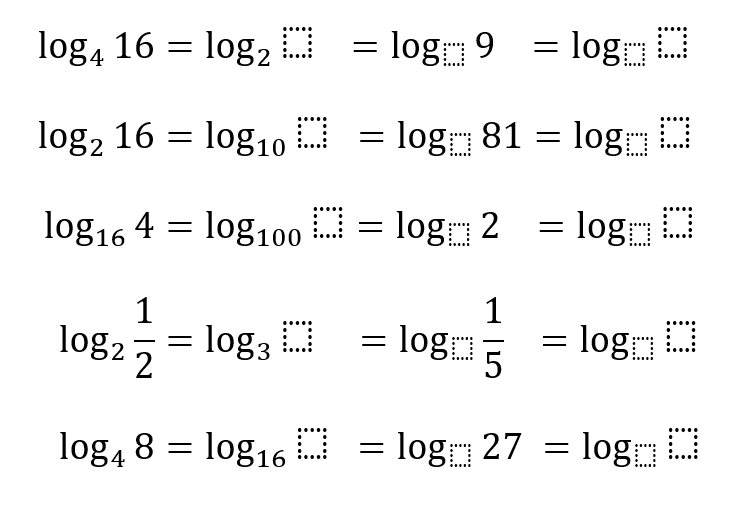 log₄ 16 = log₂ ⬚ = log⬚ 9 = log⬚ ⬚
log₂ 16 = log₁₀ ⬚ = log⬚ 81 = log⬚ ⬚
log₁₆ 4 = log₁₀₀ ⬚ = log⬚ 2 = log⬚ ⬚
log₂ 1/2 = log₃ ⬚ = log⬚ 1/5 = log⬚ ⬚
log₄ 8 = log₁₆ ⬚ = log⬚ 27 = log⬚ ⬚